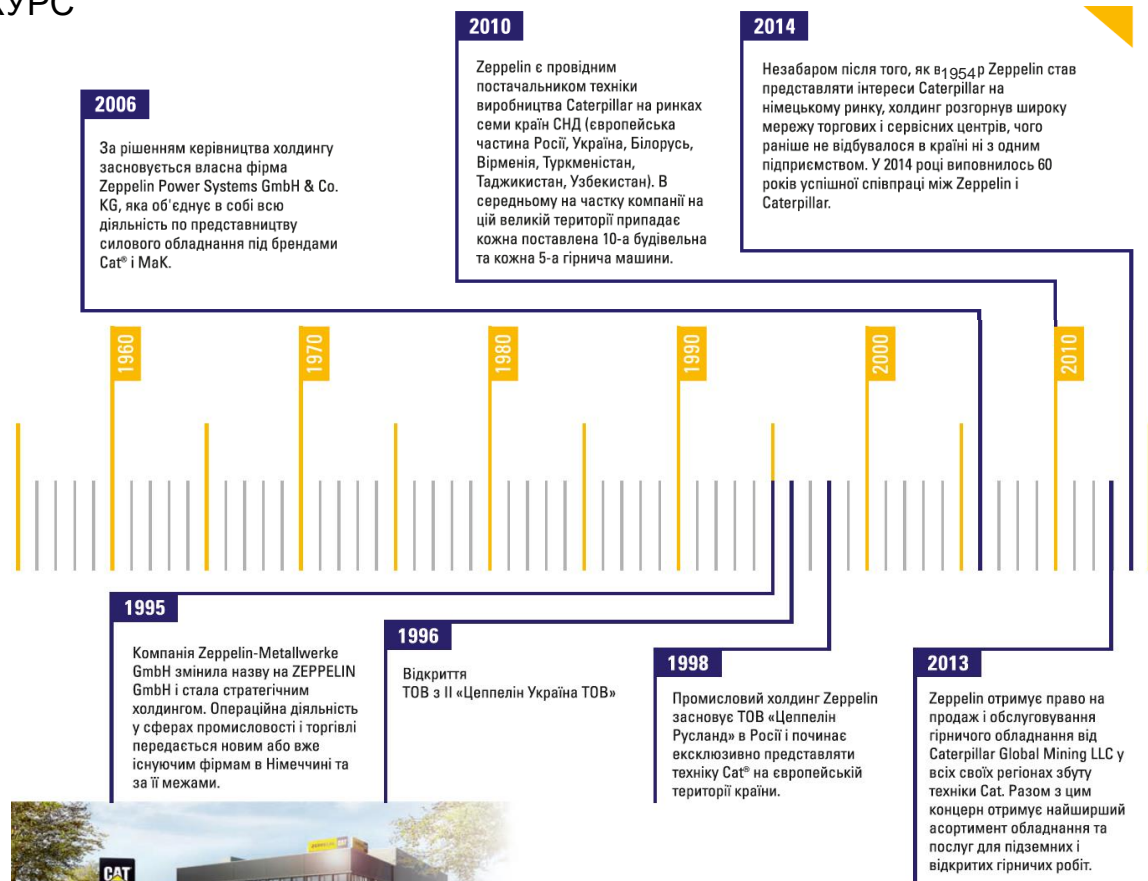 КУРС
2006
За рішенням керівництва холдингу
засновується власна фірма
Zeppelin Power Systems GmbH & Co.
KG, яка об'єднує в собі всю
діяльність по представництву
силового обладнання під брендами
Cat® і MaK.
2010
Zeppelin є провідним
постачальником техніки
виробництва Caterpillar на ринках
семи країн СНД (європейська
частина Росії, Україна, Білорусь,
Вірменія, Туркменістан,
Таджикистан, Узбекистан). В
середньому на частку компанії на
цій великій території припадає
кожна поставлена 10-а будівельна
та кожна 5-а гірнича машини.
2014
Незабаром після того, як в1954р Zeppelin став
представляти інтереси Caterpillar на
німецькому ринку, холдинг розгорнув широку
мережу торгових і сервісних центрів, чого
раніше не відбувалося в країні ні з одним
підприємством. У 2014 році виповнилось 60
років успішної співпраці між Zeppelin і
Caterpillar.
1960
1970
1980
1990
2000
2010
1995
Компанія Zeppelin-Metallwerke
GmbH змінила назву на ZEPPELIN
GmbH і стала стратегічним
холдингом. Операційна діяльність
у сферах промисловості і торгівлі
передається новим або вже
існуючим фірмам в Німеччині та
за її межами.
1996
Відкриття
ТОВ з ІІ «Цеппелін Україна ТОВ»
1998
Промисловий холдинг Zeppelin
засновує ТОВ «Цеппелін
Русланд» в Росії і починає
ексклюзивно представляти
техніку Cat® на європейській
території країни.
2013
Zeppelin отримує право на
продаж і обслуговування
гірничого обладнання від
Caterpillar Global Mining LLC у
всіх своїх регіонах збуту
техніки Cat. Разом з цим
концерн отримує найширший
асортимент обладнання та
послуг для підземних і
відкритих гірничих робіт.
ZEPPELIN CAT
CAT